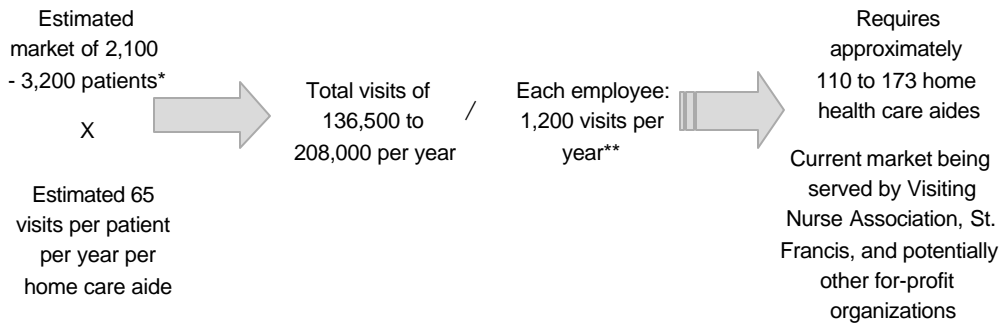 Estimated
market of 2,100
- 3,200 patients*
X
Estimated 65
visits per patient
per year per
home care aide
Total visits of
136,500 to
208,000 per year
/
Each employee:
1,200 visits per
year**
Requires
approximately
110 to 173 home
health care aides
Current market being
served by Visiting
Nurse Association, St.
Francis, and potentially
other for-profit
organizations